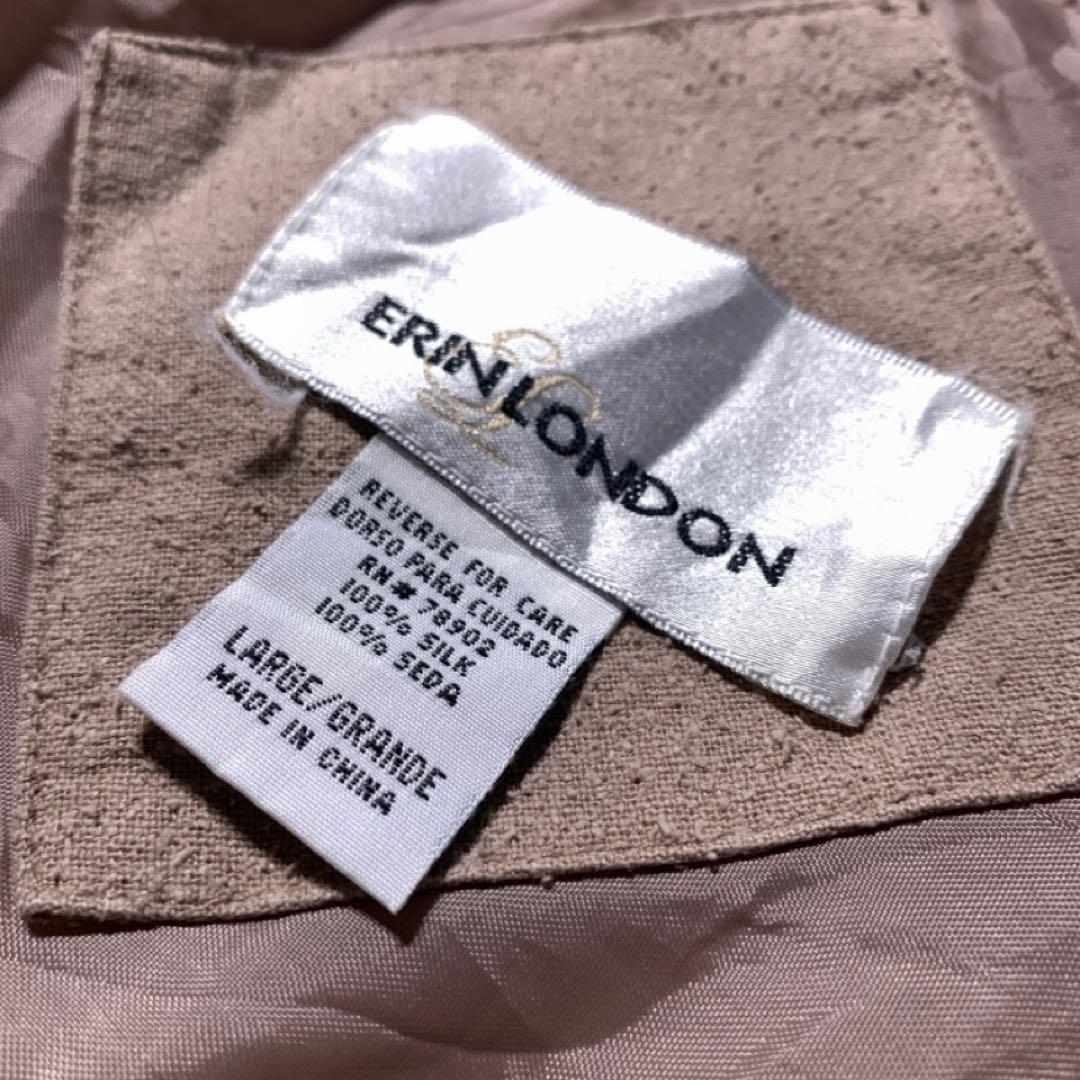 ERIN LONDON
REVERSE FOR CARE
DORSO PARA CUIDADO
RN# 78902
100% SILK
100% SEDA
LARGE/GRANDE
MADE IN CHINA